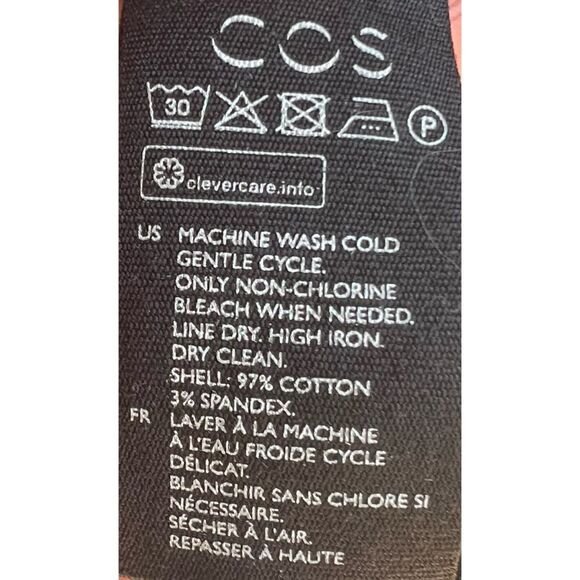 COS
30 P
clevercare.info
US MACHINE WASH COLD
GENTLE CYCLE.
ONLY NON-CHLORINE
BLEACH WHEN NEEDED.
LINE DRY. HIGH IRON.
DRY CLEAN.
SHELL: 97% COTTON
3% SPANDEX.
FR LAVER À LA MACHINE
À L'EAU FROIDE CYCLE
DÉLICAT.
BLANCHIR SANS CHLORE SI
NÉCESSAIRE.
SÉCHER À L'AIR.
REPASSER À HAUTE